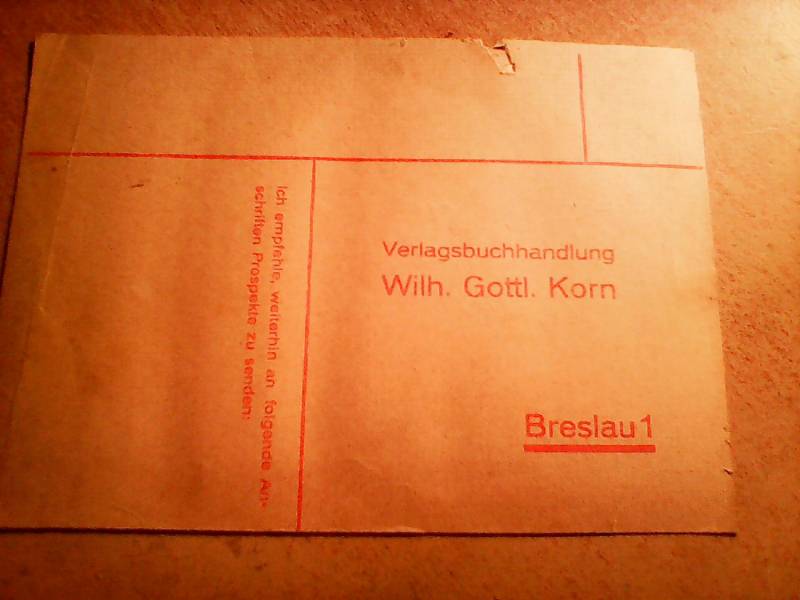 Verlagsbuchhandlung
Wilh. Gottl. Korn
Breslau 1
Ich empfehle, weiterhin an folgende An-
schriften Prospekte zu senden: